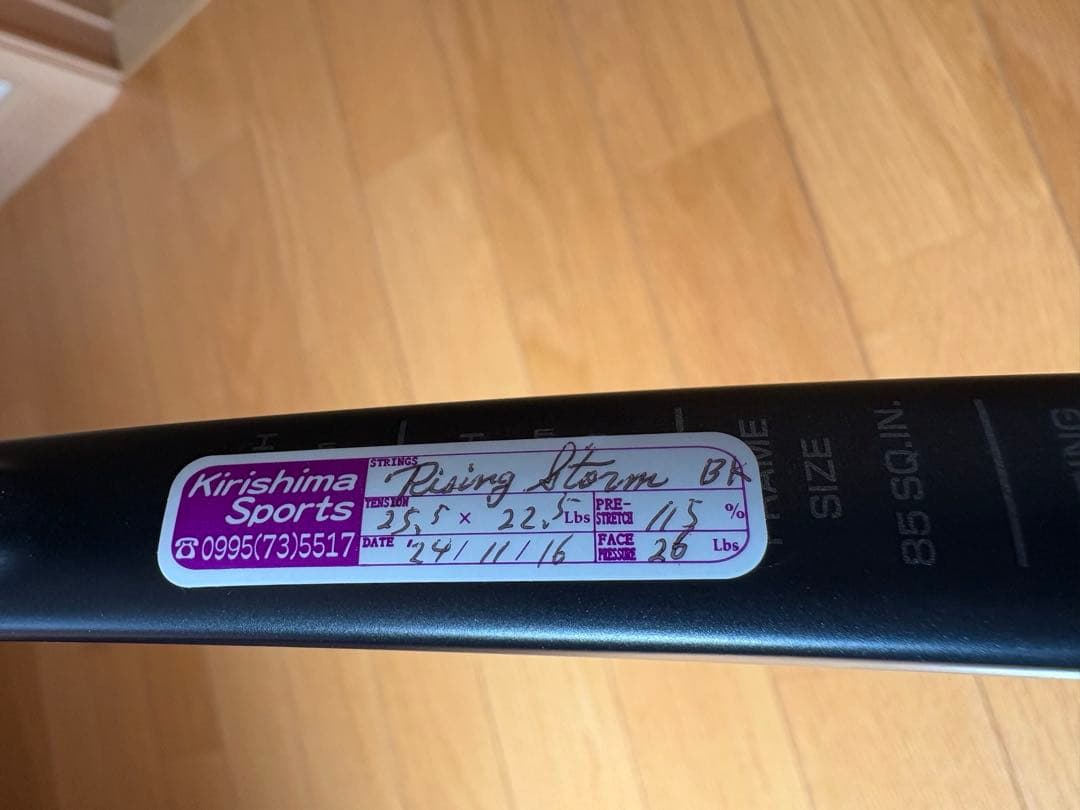 Kirishima
Sports
☎0995(73)5517
STRINGS Rising Storm BK
TENSION 25.5 × 22.5 Lbs
PRE-STRETCH 115 %
DATE '24/11/16
FACE PRESSURE 26 Lbs
FRAME
SIZE
85 SQ.IN.